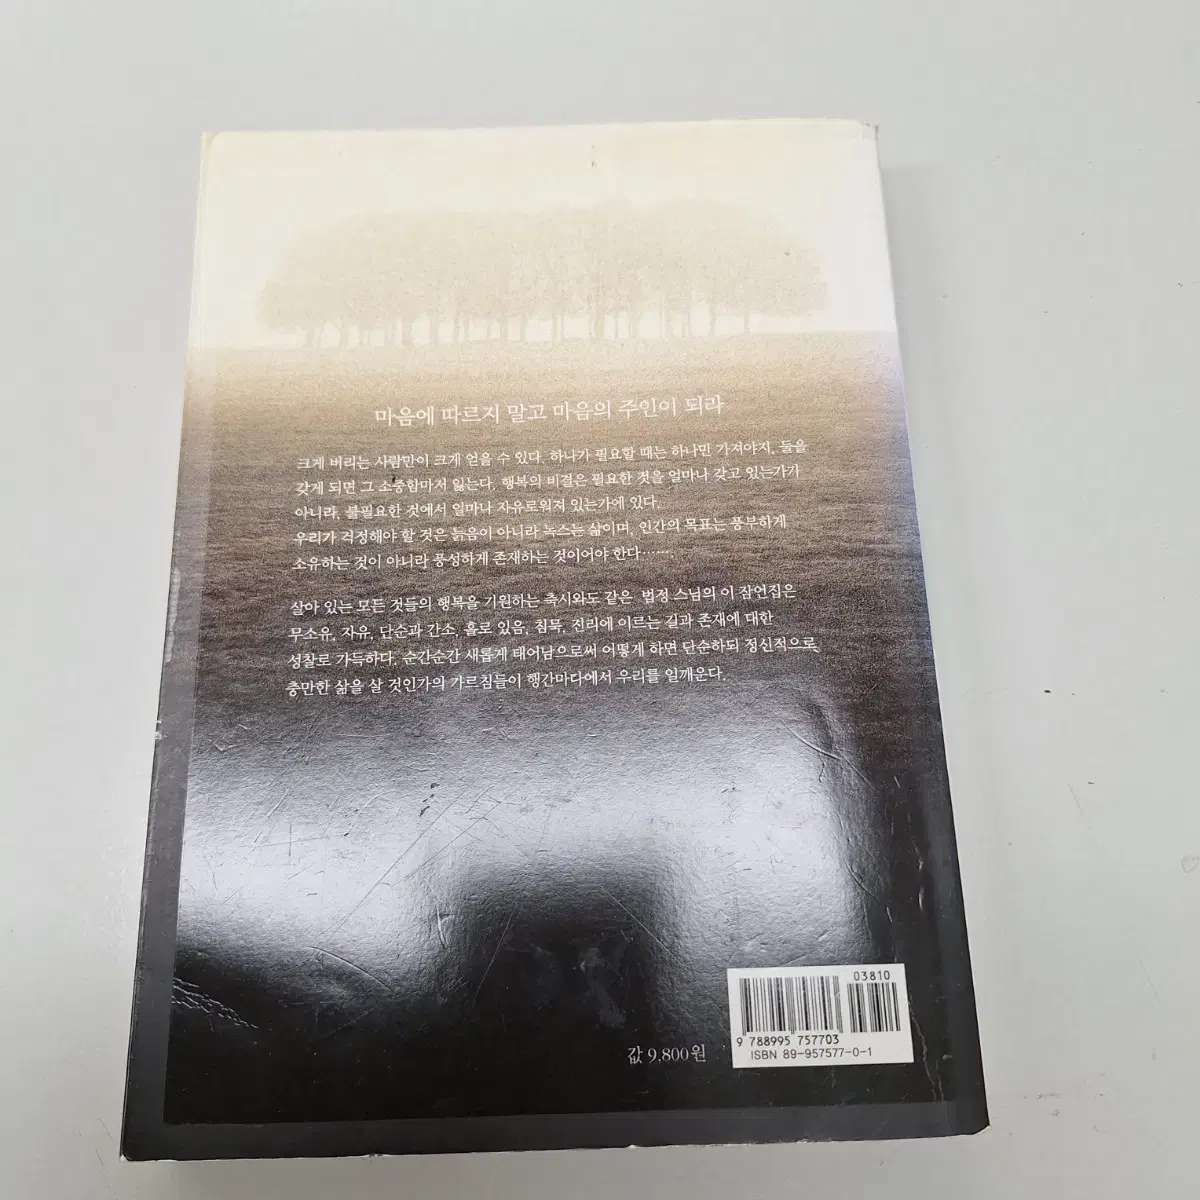 마음에 따르지 말고 마음의 주인이 되라
크게 버리는 사람만이 크게 얻을 수 있다. 하나가 필요할 때는 하나만 가져야지, 둘을
갖게 되면 그 소중함마저 잃는다. 행복의 비결은 필요한 것을 얼마나 갖고 있는가가
아니라, 불필요한 것에서 얼마나 자유로워져 있는가에 있다.
우리가 걱정해야 할 것은 늙음이 아니라 녹스는 삶이며, 인간의 목표는 풍부하게
소유하는 것이 아니라 풍성하게 존재하는 것이어야 한다…….
살아 있는 모든 것들의 행복을 기원하는 축시와도 같은 법정 스님의 이 잠언집은
무소유, 자유, 단순과 간소, 홀로 있음, 침묵, 진리에 이르는 길과 존재에 대한
성찰로 가득하다. 순간순간 새롭게 태어남으로써 어떻게 하면 단순하되 정신적으로
충만한 삶을 살 것인가의 가르침들이 행간마다에서 우리를 일깨운다.
03810
9 788995 757703
ISBN 89-957577-0-1
값 9,800원